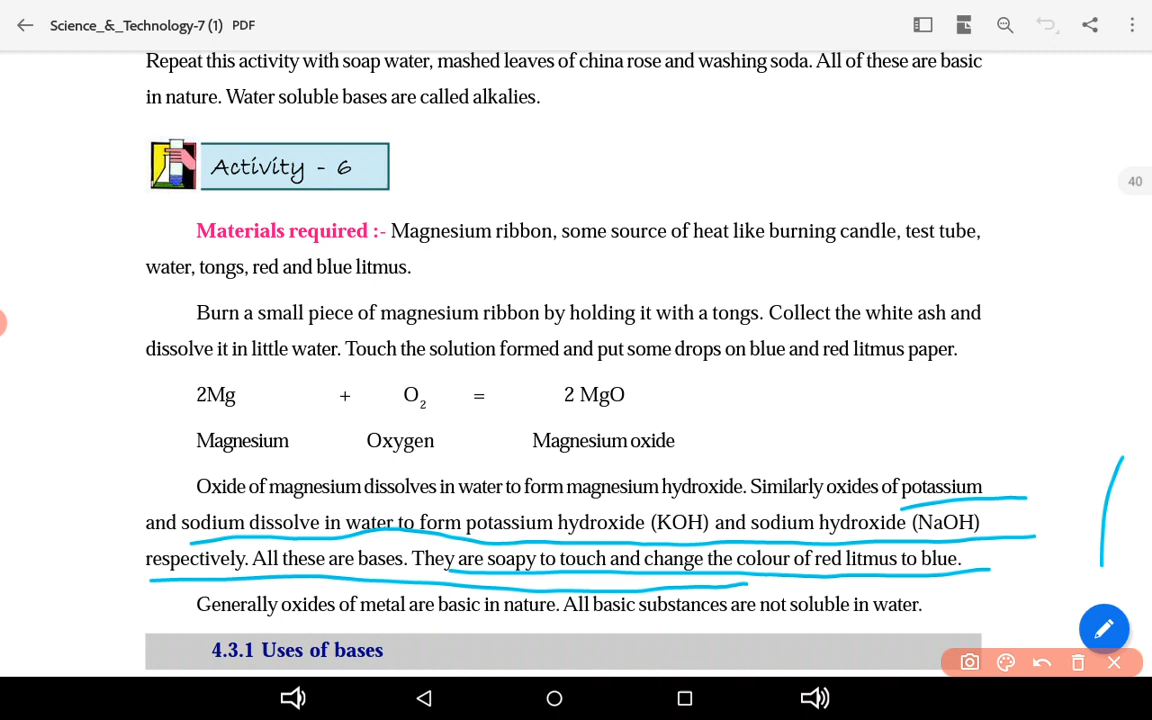 Science_&_Technology-7 (1) PDF
Repeat this activity with soap water, mashed leaves of china rose and washing soda. All of these are basic
in nature. Water soluble bases are called alkalies.
40
Activity - 6
Materials required :- Magnesium ribbon, some source of heat like burning candle, test tube,
water, tongs, red and blue litmus.
Burn a small piece of magnesium ribbon by holding it with a tongs. Collect the white ash and
dissolve it in little water. Touch the solution formed and put some drops on blue and red litmus paper.
2Mg + O₂ = 2 MgO
Magnesium Oxygen Magnesium oxide
Oxide of magnesium dissolves in water to form magnesium hydroxide. Similarly oxides of potassium
and sodium dissolve in water to form potassium hydroxide (KOH) and sodium hydroxide (NaOH)
respectively. All these are bases. They are soapy to touch and change the colour of red litmus to blue.
Generally oxides of metal are basic in nature. All basic substances are not soluble in water.
4.3.1 Uses of bases